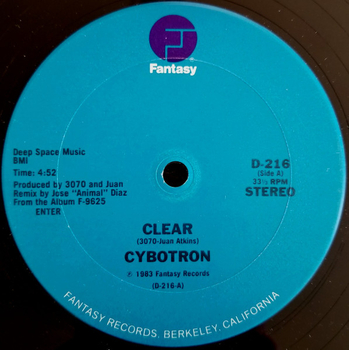 Fantasy
Deep Space Music
BMI
Time: 4:52
Produced by 3070 and Juan
Remix by Jose "Animal" Diaz
From the Album F-9625
ENTER
D-216
(Side A)
33⅓ RPM
STEREO
CLEAR
(3070-Juan Atkins)
CYBOTRON
℗ 1983 Fantasy Records
(D-216-A)
FANTASY RECORDS, BERKELEY, CALIFORNIA